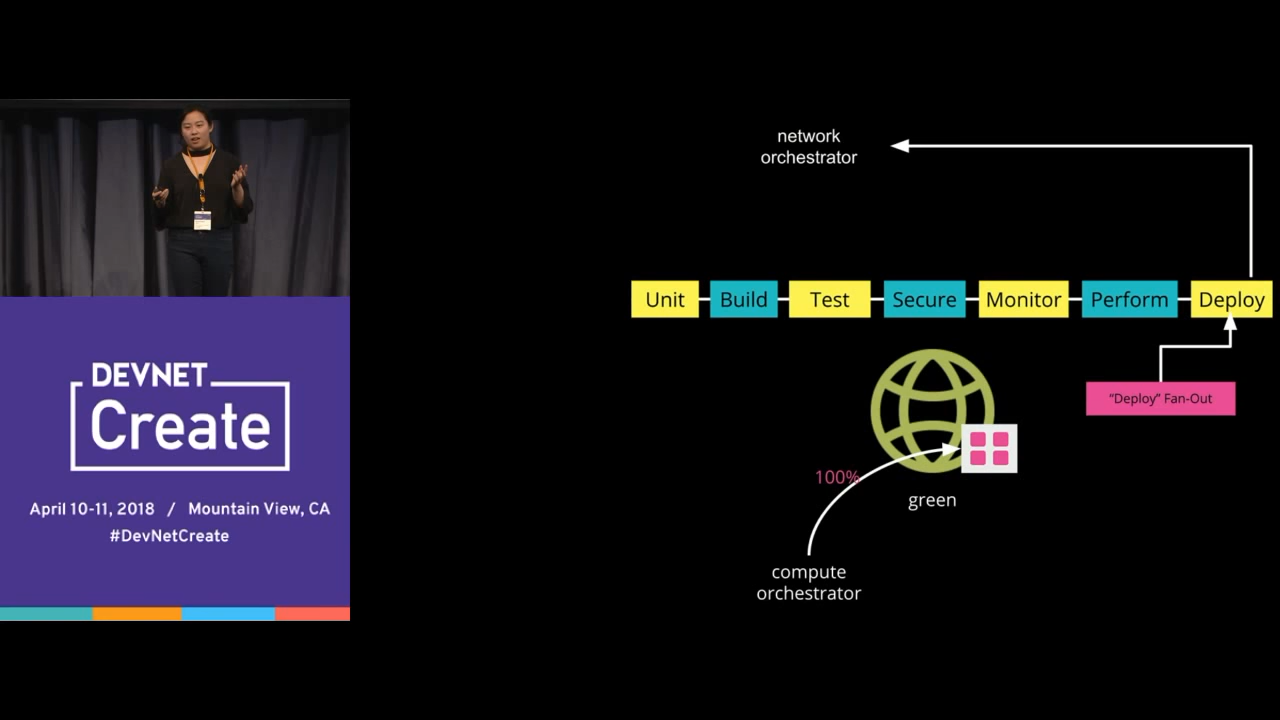 DEVNET
Create
April 10-11, 2018 / Mountain View, CA
#DevNetCreate
network
orchestrator
Unit
Build
Test
Secure
Monitor
Perform
Deploy
"Deploy" Fan-Out
100%
green
compute
orchestrator